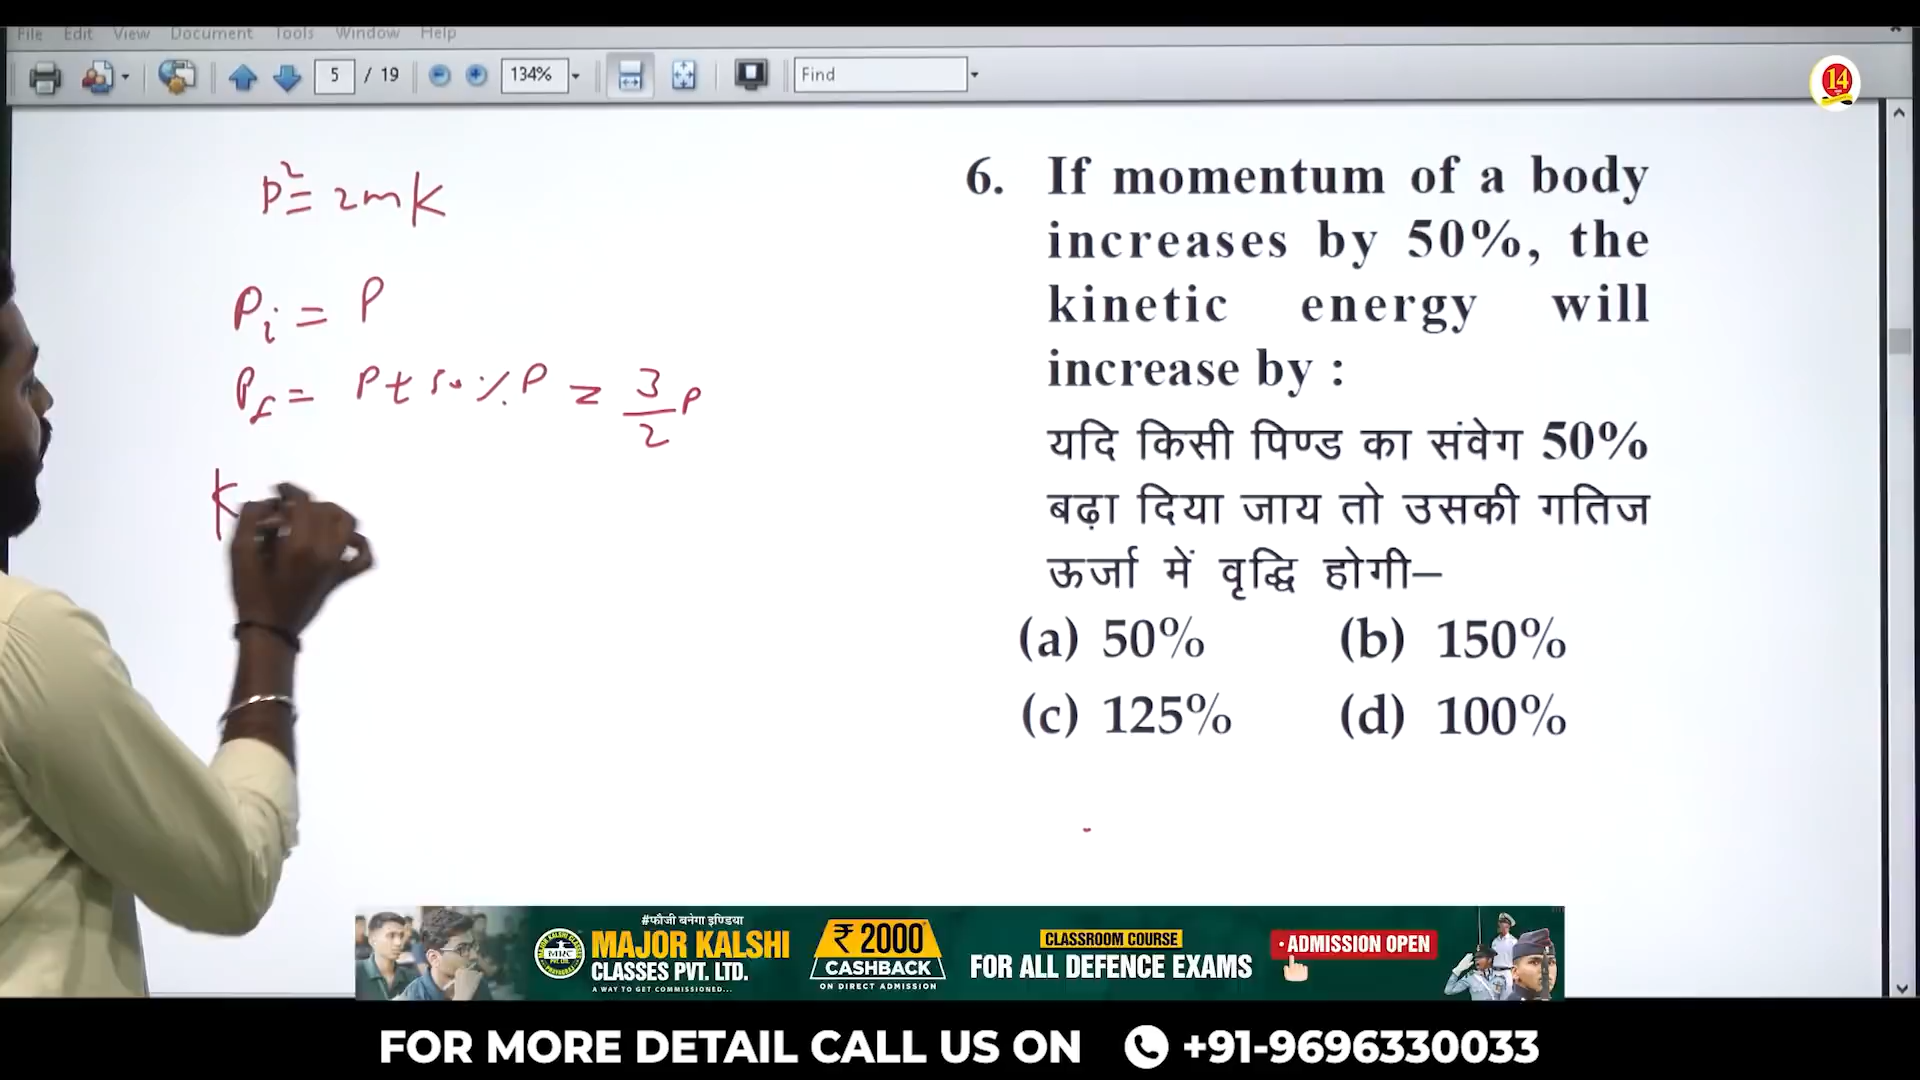 File Edit View Document Tools Window Help
5 / 19 134% Find
14
P² = 2mK
Pi = P
Pf = P + 50% P = 3/2 P
K
6. If momentum of a body
increases by 50%, the
kinetic energy will
increase by :
यदि किसी पिण्ड का संवेग 50%
बढ़ा दिया जाय तो उसकी गतिज
ऊर्जा में वृद्धि होगी–
(a) 50% (b) 150%
(c) 125% (d) 100%
#फौजी बनेगा इण्डिया
MAJOR KALSHI
CLASSES PVT. LTD.
A WAY TO GET COMMISSIONED...
₹ 2000
CASHBACK
ON DIRECT ADMISSION
CLASSROOM COURSE
FOR ALL DEFENCE EXAMS
• ADMISSION OPEN
FOR MORE DETAIL CALL US ON +91-9696330033